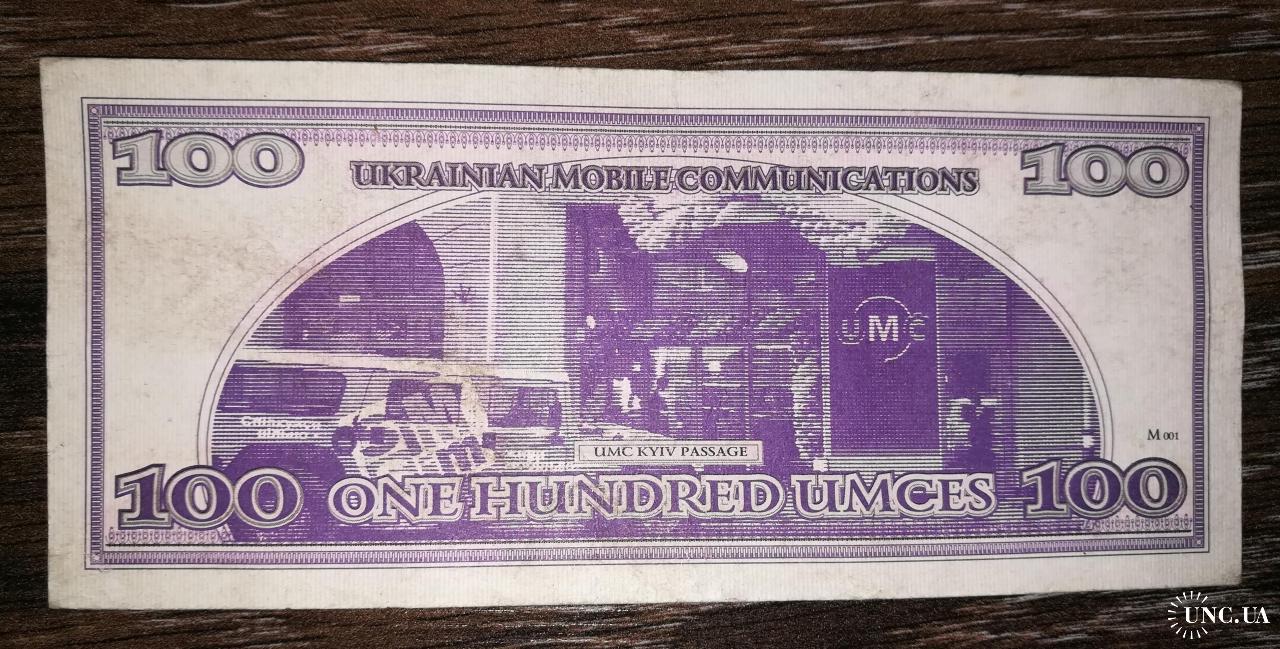 100
100
UKRAINIAN MOBILE COMMUNICATIONS
UMC
M 001
UMC KYIV PASSAGE
100
ONE HUNDRED UMCES
100
UNC.UA